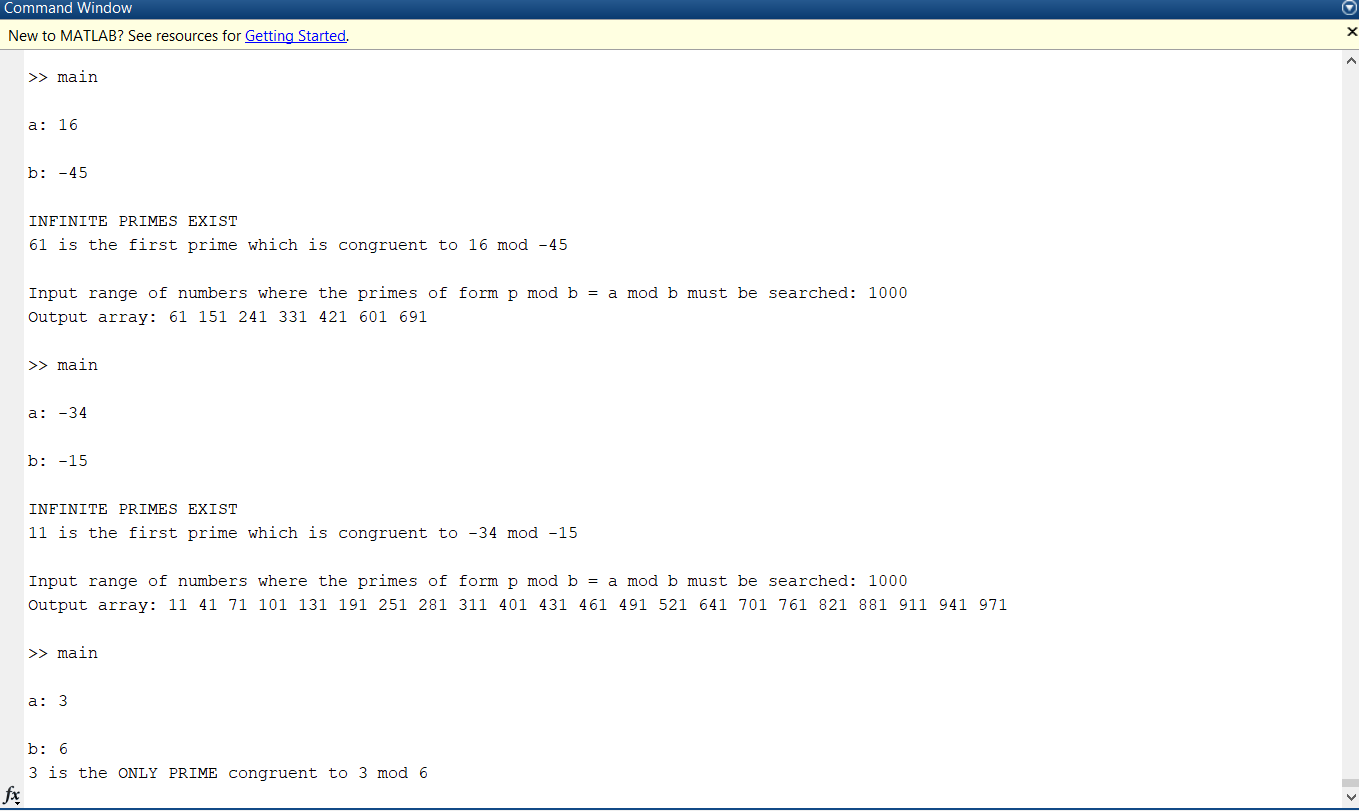 Command Window
New to MATLAB? See resources for Getting Started.
>> main
a: 16
b: -45
INFINITE PRIMES EXIST
61 is the first prime which is congruent to 16 mod -45
Input range of numbers where the primes of form p mod b = a mod b must be searched: 1000
Output array: 61 151 241 331 421 601 691
>> main
a: -34
b: -15
INFINITE PRIMES EXIST
11 is the first prime which is congruent to -34 mod -15
Input range of numbers where the primes of form p mod b = a mod b must be searched: 1000
Output array: 11 41 71 101 131 191 251 281 311 401 431 461 491 521 641 701 761 821 881 911 941 971
>> main
a: 3
b: 6
3 is the ONLY PRIME congruent to 3 mod 6
fx